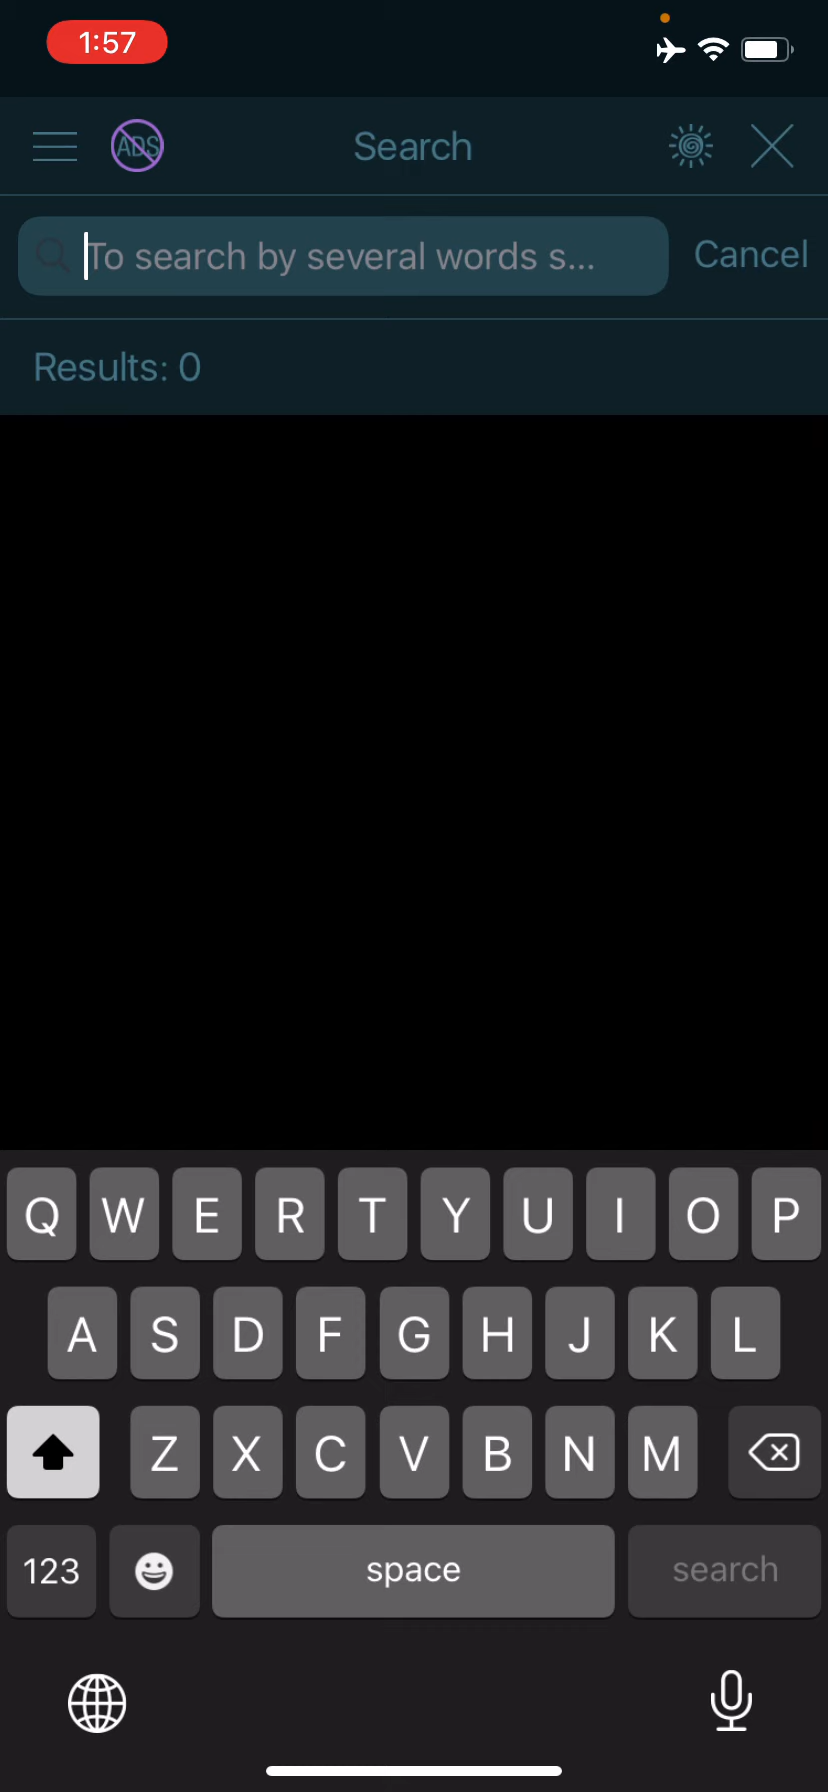 1:57
ADS
Search
To search by several words s...
Cancel
Results: 0
Q W E R T Y U I O P
A S D F G H J K L
Z X C V B N M
123 space search